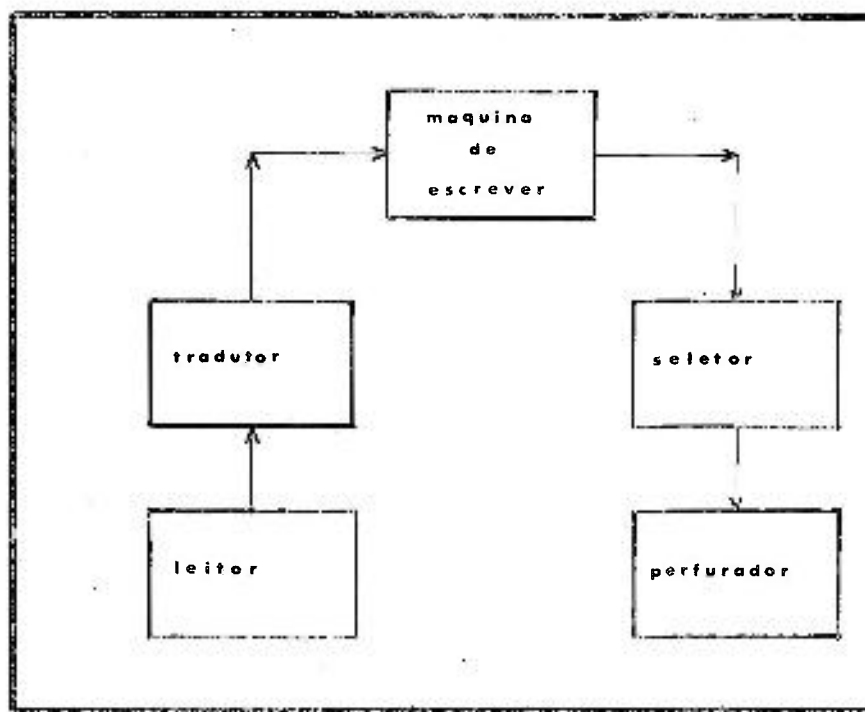 maquina
de
escrever
tradutor
seletor
leitor
perfurador